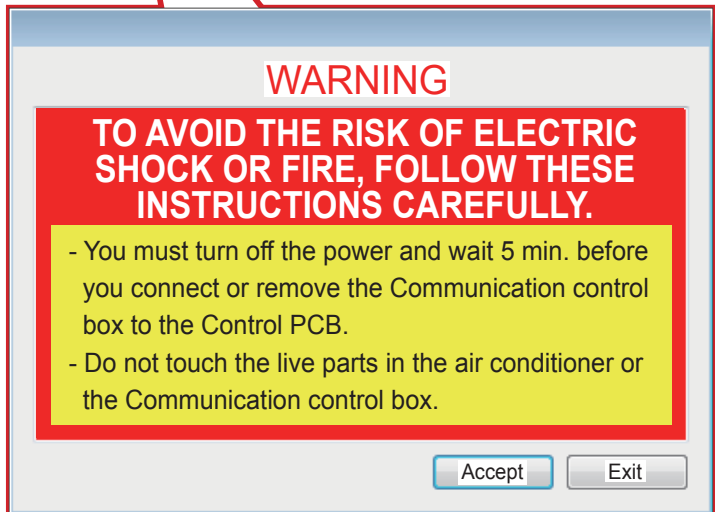 WARNING
TO AVOID THE RISK OF ELECTRIC
SHOCK OR FIRE, FOLLOW THESE
INSTRUCTIONS CAREFULLY.
- You must turn off the power and wait 5 min. before
you connect or remove the Communication control
box to the Control PCB.
- Do not touch the live parts in the air conditioner or
the Communication control box.
Accept Exit